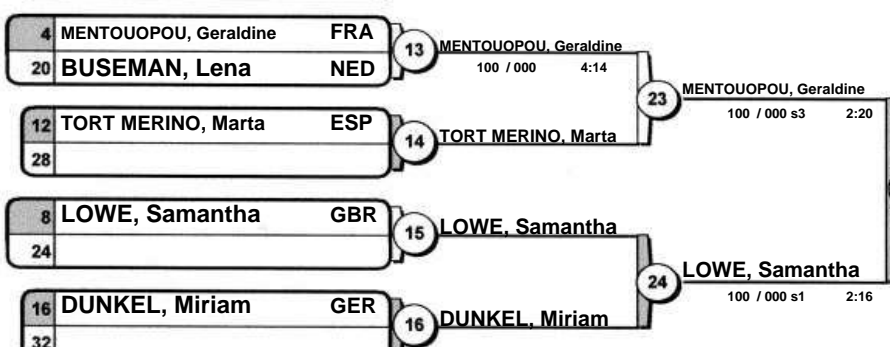 4 MENTOUOPOU, Geraldine FRA
20 BUSEMAN, Lena NED
13
MENTOUOPOU, Geraldine
100 / 000 4:14
12 TORT MERINO, Marta ESP
28
14
TORT MERINO, Marta
23
MENTOUOPOU, Geraldine
100 / 000 s3 2:20
8 LOWE, Samantha GBR
24
15
LOWE, Samantha
16 DUNKEL, Miriam GER
32
16
DUNKEL, Miriam
24
LOWE, Samantha
100 / 000 s1 2:16